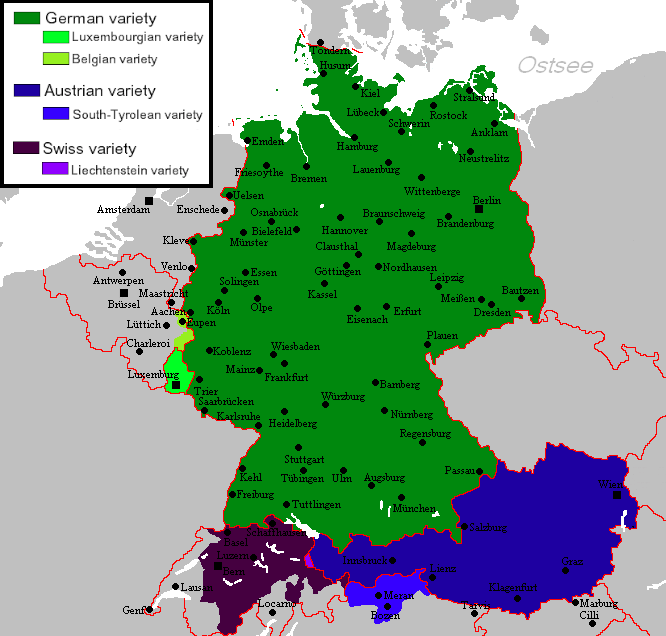 German variety
Luxembourgian variety
Belgian variety
Austrian variety
South-Tyrolean variety
Swiss variety
Liechtenstein variety
Ostsee
Tondern
Husum
Kiel
Stralsund
Lübeck
Rostock
Schwerin
Anklam
Emden
Hamburg
Neustrelitz
Friesoythe
Bremen
Lauenburg
Wittenberge
Uelsen
Berlin
Amsterdam
Enschede
Osnabrück
Braunschweig
Bielefeld
Hannover
Brandenburg
Kleve
Münster
Clausthal
Magdeburg
Venlo
Essen
Göttingen
Nordhausen
Antwerpen
Solingen
Leipzig
Maastricht
Kassel
Meißen
Bautzen
Brüssel
Köln
Olpe
Aachen
Eisenach
Erfurt
Dresden
Lüttich
Eupen
Charleroi
Plauen
Koblenz
Wiesbaden
Luxemburg
Mainz
Frankfurt
Bamberg
Trier
Saarbrücken
Würzburg
Karlsruhe
Heidelberg
Nürnberg
Regensburg
Stuttgart
Kehl
Tübingen
Ulm
Augsburg
Passau
Wien
Freiburg
Tuttlingen
München
Salzburg
Schaffhausen
Basel
Luzern
Bern
Innsbruck
Lienz
Graz
Lausan
Meran
Klagenfurt
Genf
Locarno
Bozen
Tarvis
Marburg
Cilli